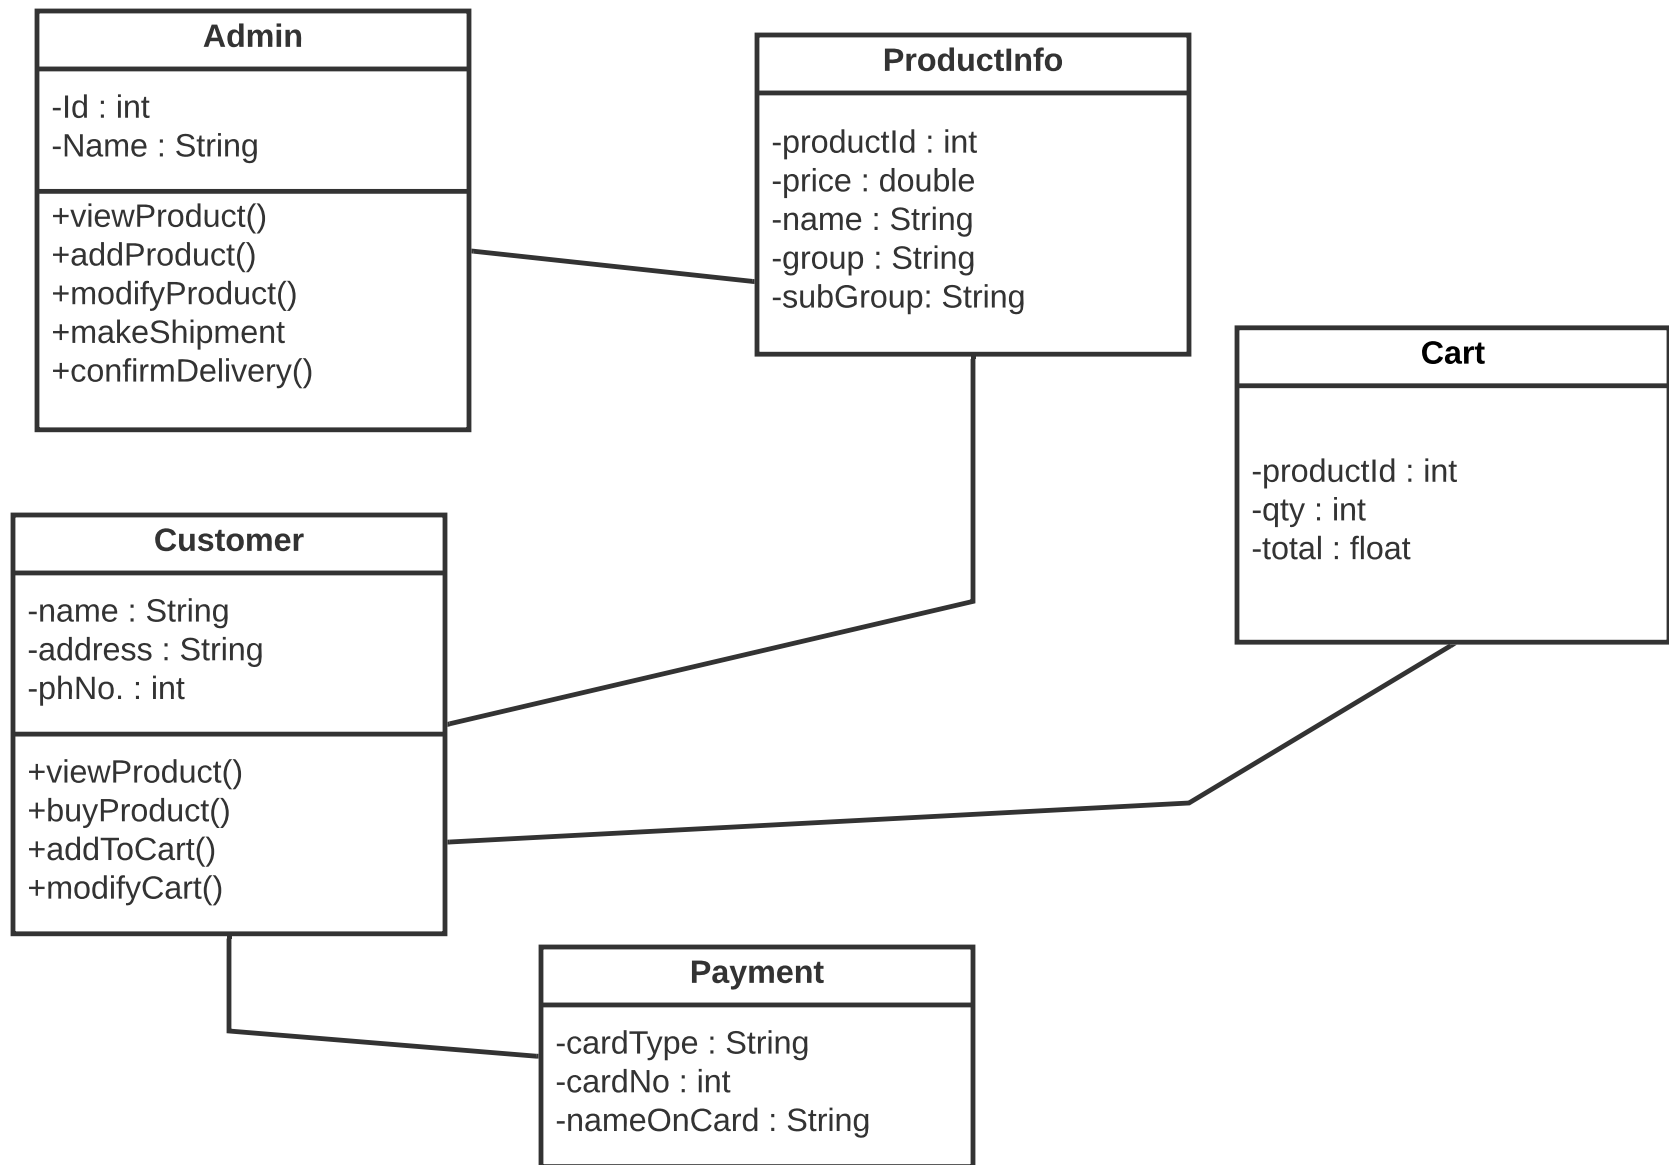 Admin
-Id : int
-Name : String
+viewProduct()
+addProduct()
+modifyProduct()
+makeShipment
+confirmDelivery()
ProductInfo
-productId : int
-price : double
-name : String
-group : String
-subGroup: String
Cart
-productId : int
-qty : int
-total : float
Customer
-name : String
-address : String
-phNo. : int
+viewProduct()
+buyProduct()
+addToCart()
+modifyCart()
Payment
-cardType : String
-cardNo : int
-nameOnCard : String